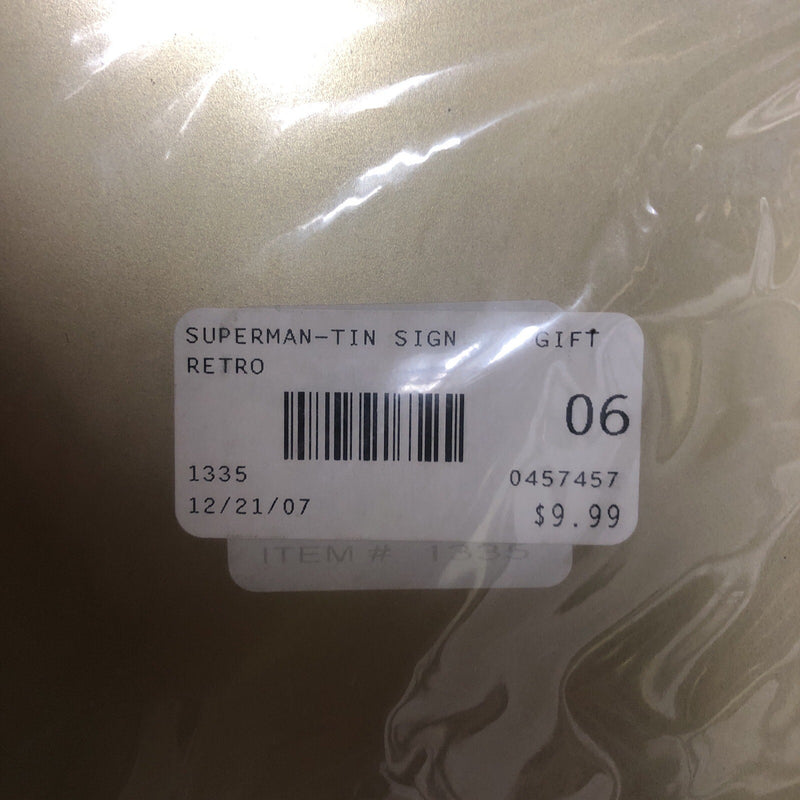 SUPERMAN-TIN SIGN GIFT
RETRO
06
1335 0457457
12/21/07 $9.99
ITEM # 1335